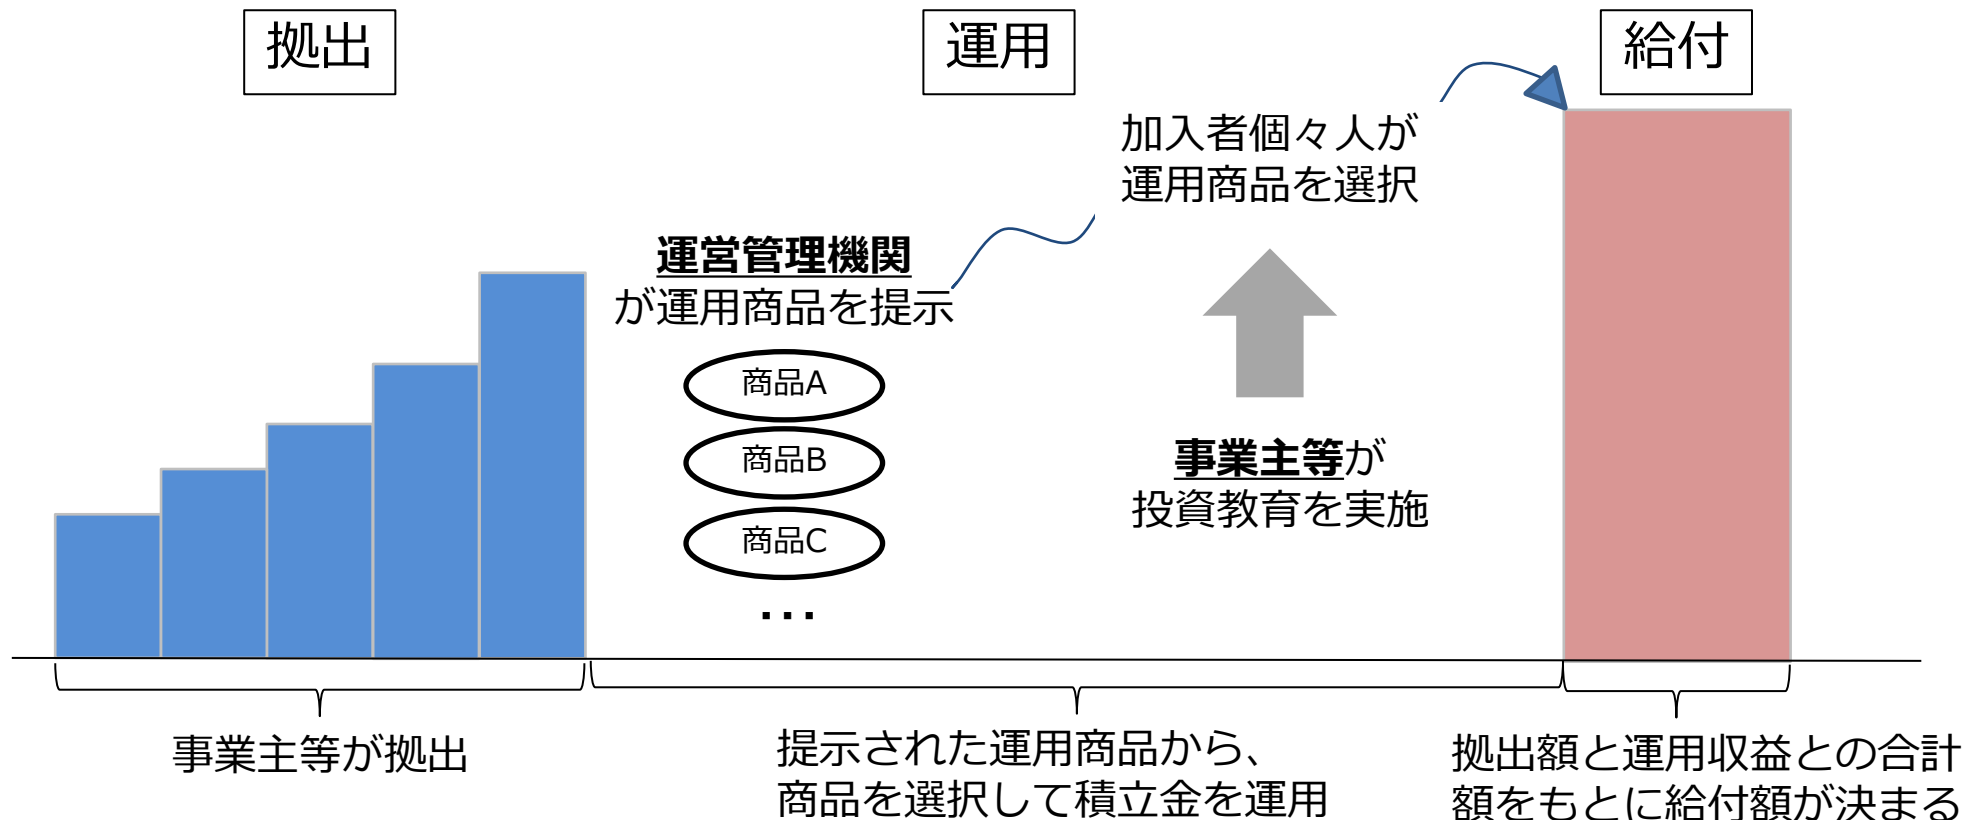 拠出
運用
給付
加入者個々人が
運用商品を選択
運営管理機関
が運用商品を提示
商品A
商品B
商品C
…
事業主等が
投資教育を実施
事業主等が拠出
提示された運用商品から、
商品を選択して積立金を運用
拠出額と運用収益との合計
額をもとに給付額が決まる